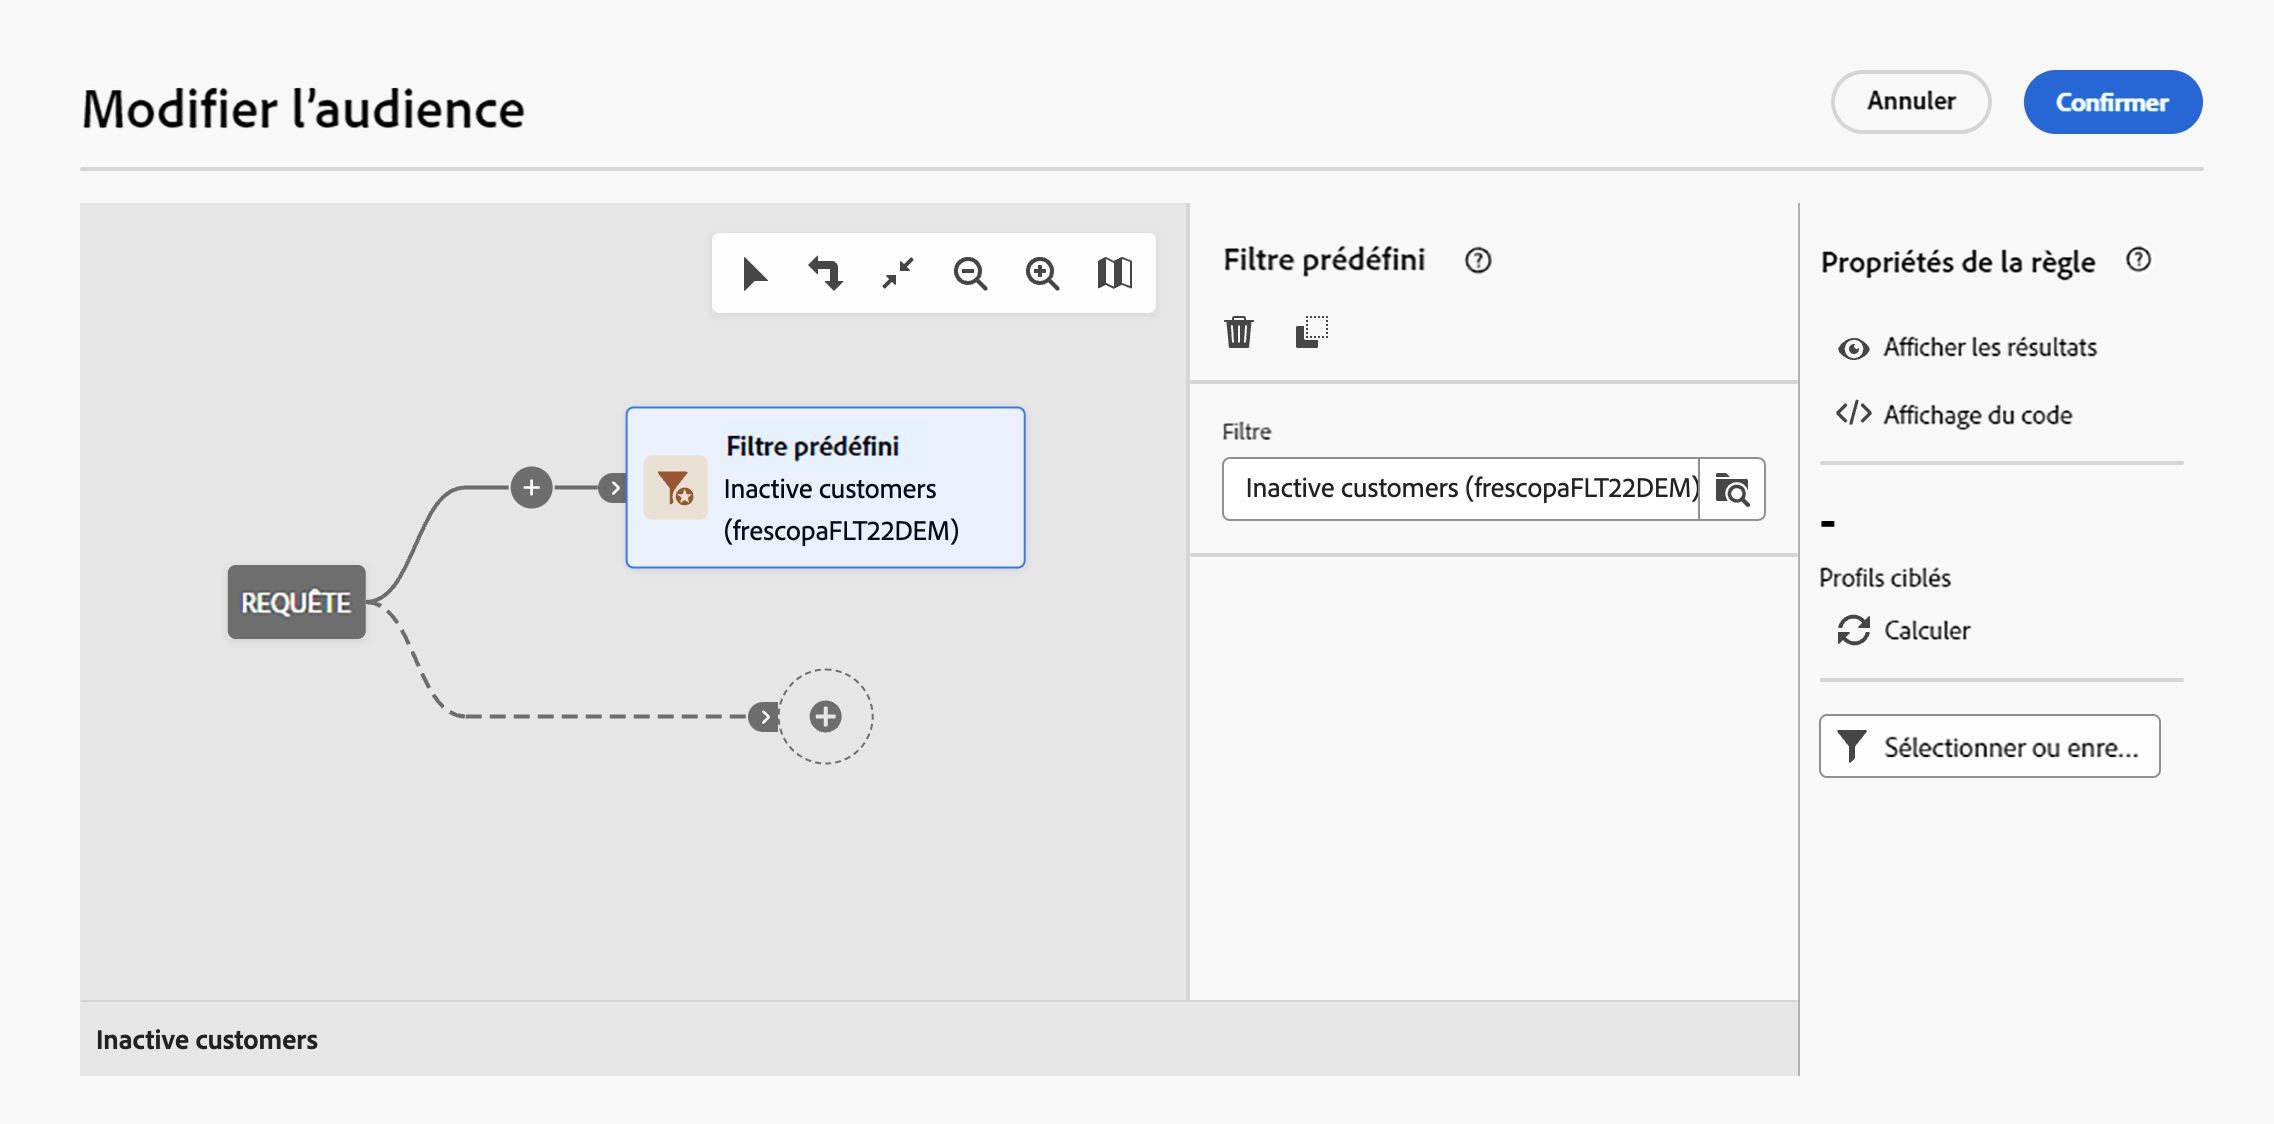 Modifier l’audience
Annuler
Confirmer
REQUÊTE
Filtre prédéfini
Inactive customers
(frescopaFLT22DEM)
Inactive customers
Filtre prédéfini
Filtre
Inactive customers (frescopaFLT22DEM)
Propriétés de la règle
Afficher les résultats
Affichage du code
-
Profils ciblés
Calculer
Sélectionner ou enre...